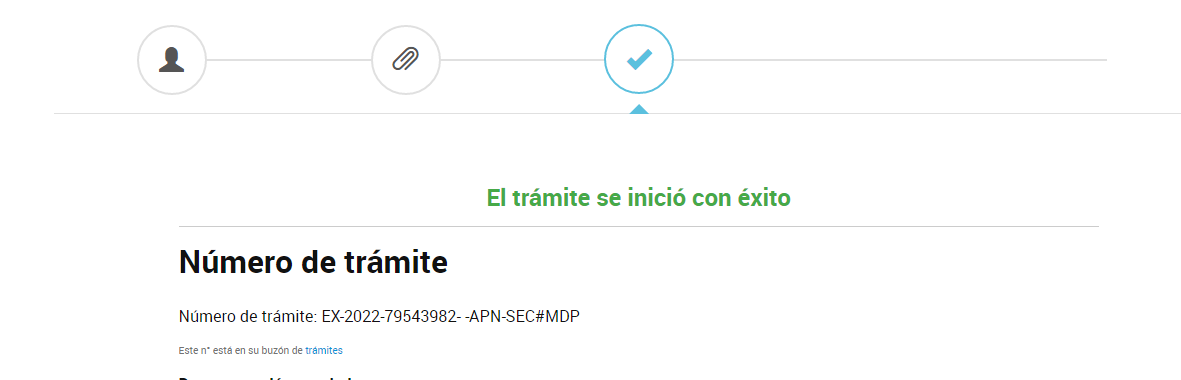 El trámite se inició con éxito
Número de trámite
Número de trámite: EX-2022-79543982- -APN-SEC#MDP
Este n° está en su buzón de trámites